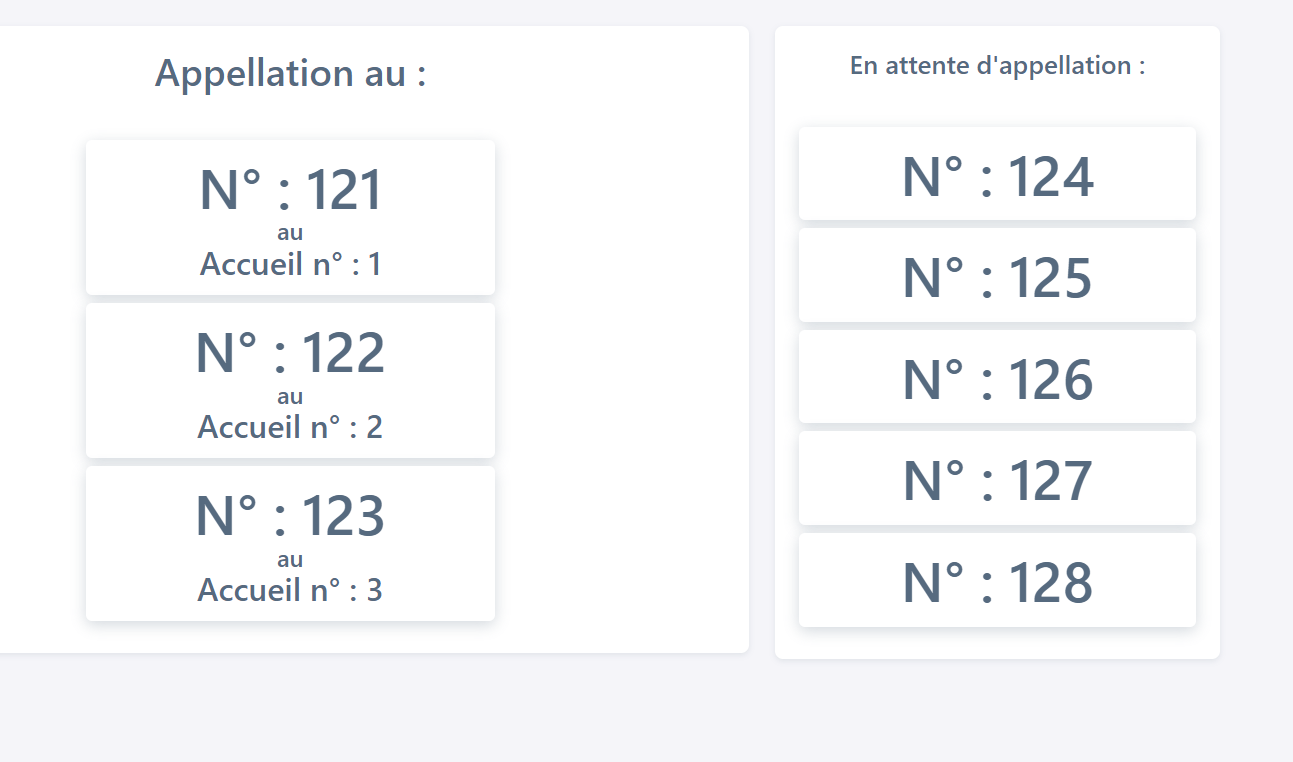 Appellation au :
N° : 121
au
Accueil n° : 1
N° : 122
au
Accueil n° : 2
N° : 123
au
Accueil n° : 3
En attente d'appellation :
N° : 124
N° : 125
N° : 126
N° : 127
N° : 128